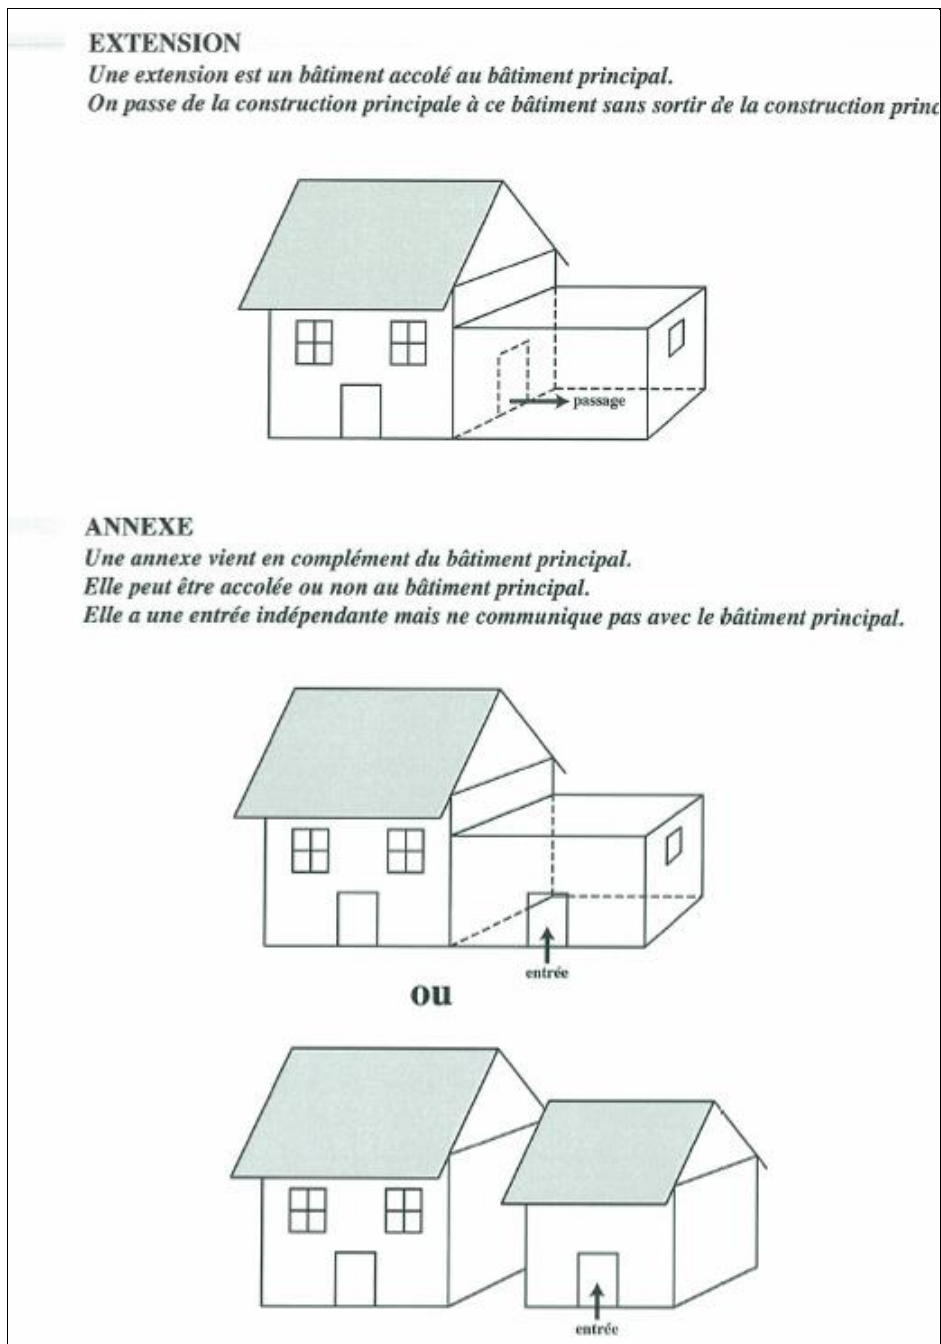 EXTENSION
Une extension est un bâtiment accolé au bâtiment principal.
On passe de la construction principale à ce bâtiment sans sortir de la construction princ
passage
ANNEXE
Une annexe vient en complément du bâtiment principal.
Elle peut être accolée ou non au bâtiment principal.
Elle a une entrée indépendante mais ne communique pas avec le bâtiment principal.
entrée
ou
entrée